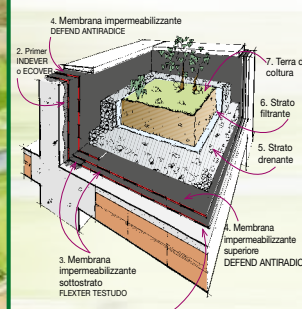 4. Membrana impermeabilizzante
DEFEND ANTIRADICE
2. Primer
INDEVER
o ECOVER
7. Terra di
coltura
6. Strato
filtrante
5. Strato
drenante
4. Membrana
impermeabilizzante
superiore
DEFEND ANTIRADIC
3. Membrana
impermeabilizzante
sottostrato
FLEXTER TESTUDO